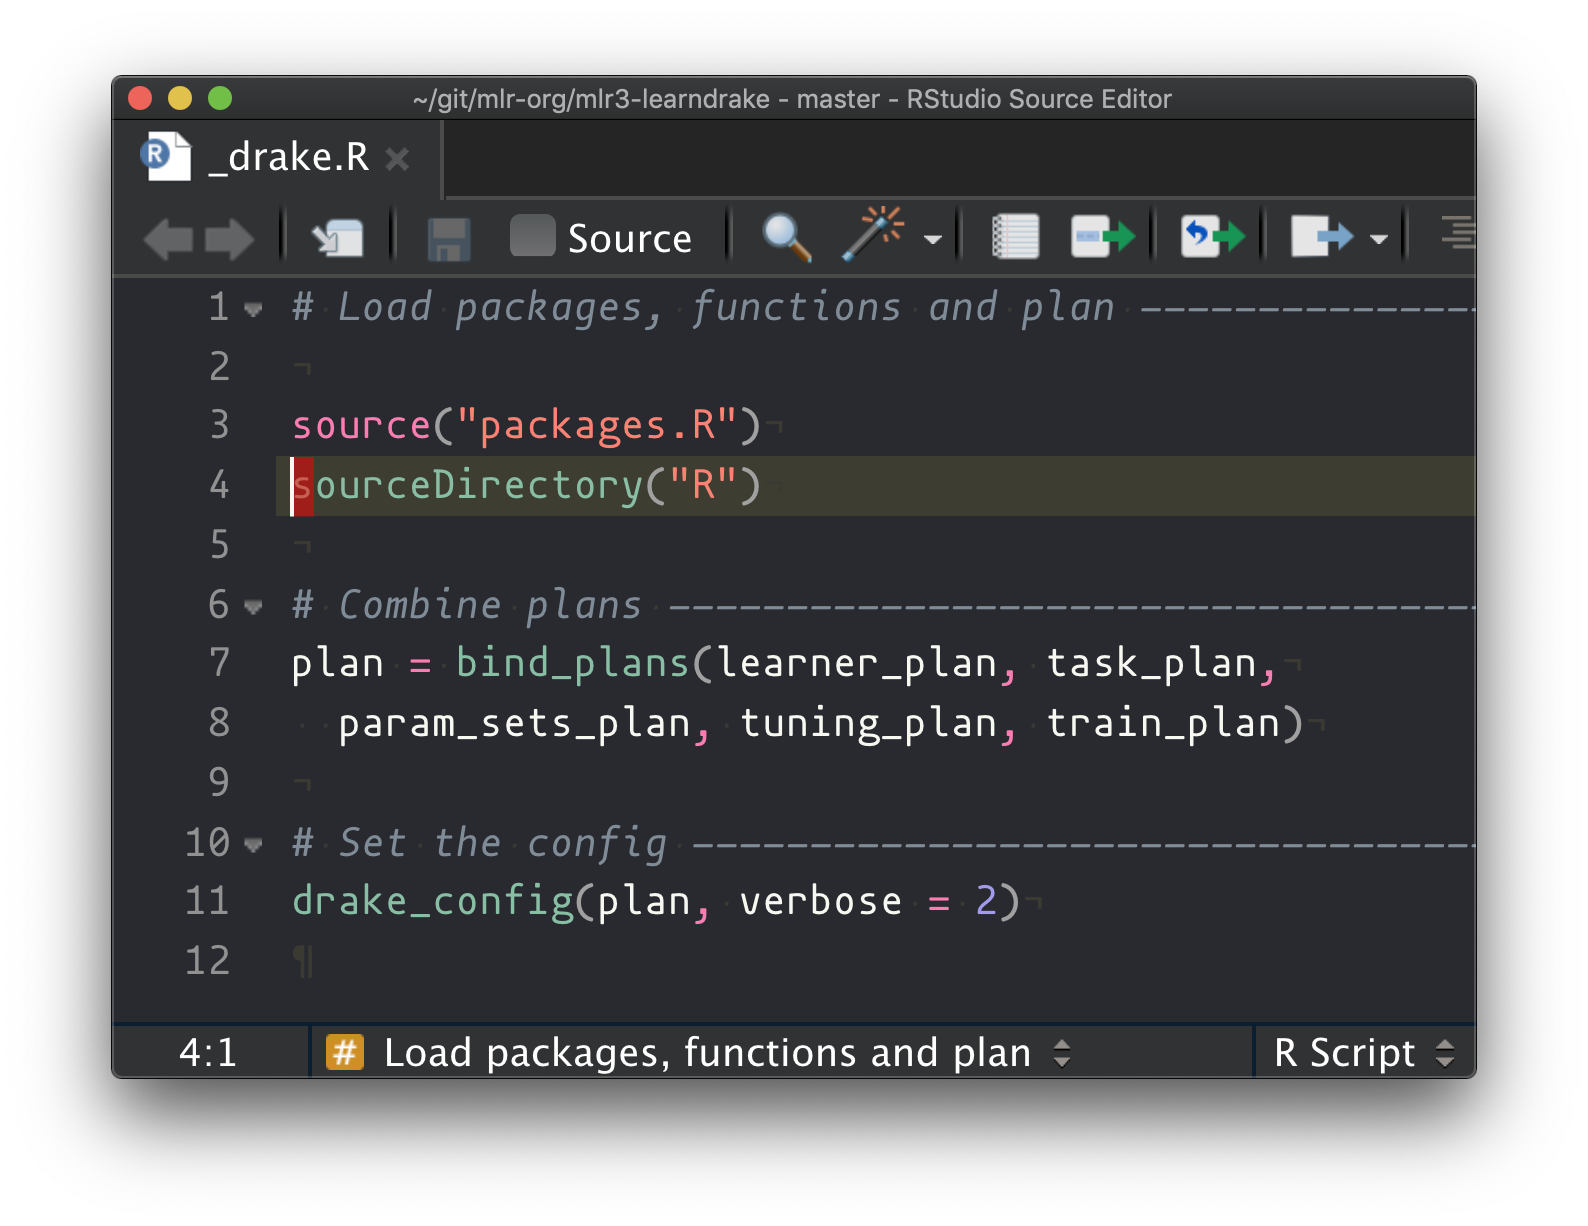 ~/git/mlr-org/mlr3-learndrake - master - RStudio Source Editor
R _drake.R ×
Source
1 # Load packages, functions and plan ---------------
2 ¬
3 source("packages.R")¬
4 sourceDirectory("R")¬
5 ¬
6 # Combine plans -----------------------------------
7 plan = bind_plans(learner_plan, task_plan,¬
8   param_sets_plan, tuning_plan, train_plan)¬
9 ¬
10 # Set the config ----------------------------------
11 drake_config(plan, verbose = 2)¬
12 ¶
4:1 # Load packages, functions and plan R Script